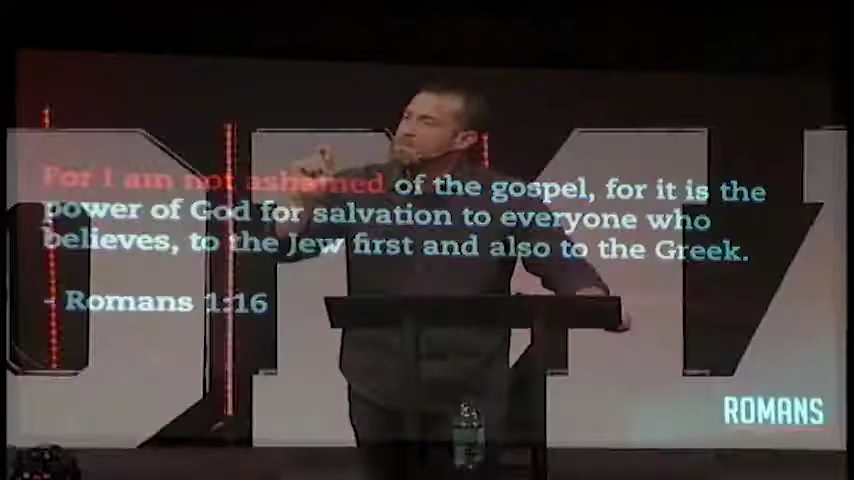 For I am not ashamed of the gospel, for it is the
power of God for salvation to everyone who
believes, to the Jew first and also to the Greek.
- Romans 1:16
ROMANS